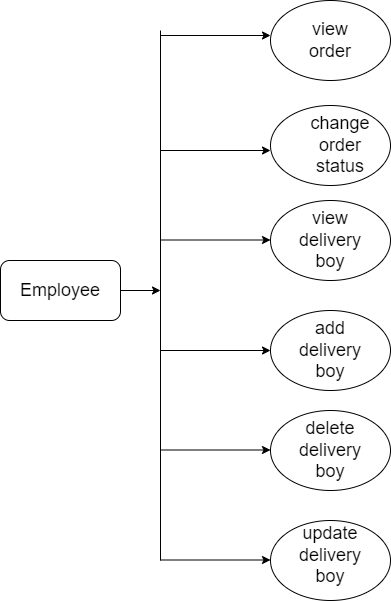 view
order
change
order
status
view
delivery
boy
Employee
add
delivery
boy
delete
delivery
boy
update
delivery
boy